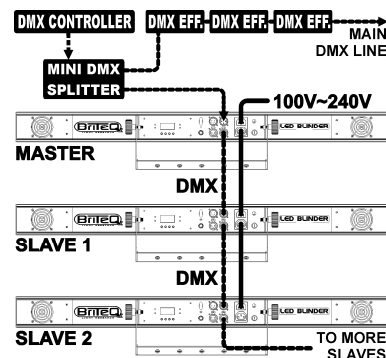 DMX CONTROLLER
DMX EFF.
DMX EFF.
DMX EFF.
MAIN
DMX LINE
MINI DMX
SPLITTER
100V~240V
BRITEQ
LED BLINDER
MASTER
DMX
BRITEQ
LED BLINDER
SLAVE 1
DMX
BRITEQ
LED BLINDER
SLAVE 2
TO MORE
SLAVES